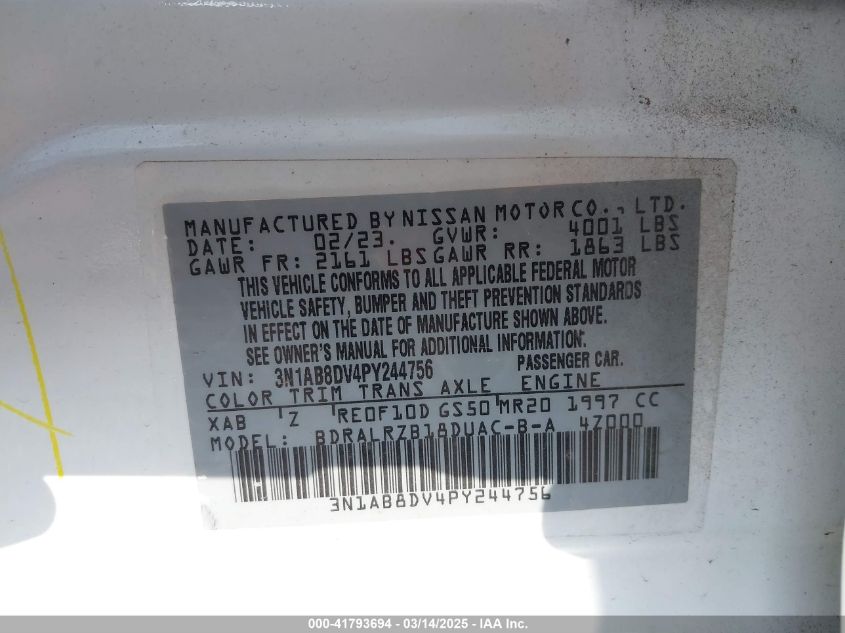 MANUFACTURED BY NISSAN MOTOR CO., LTD.
DATE: 02/23. GVWR: 4001 LBS
GAWR FR: 2161 LBS GAWR RR: 1863 LBS
THIS VEHICLE CONFORMS TO ALL APPLICABLE FEDERAL MOTOR
VEHICLE SAFETY, BUMPER AND THEFT PREVENTION STANDARDS
IN EFFECT ON THE DATE OF MANUFACTURE SHOWN ABOVE.
SEE OWNER'S MANUAL FOR ADDITIONAL INFORMATION.
VIN: 3N1AB8DV4PY244756 PASSENGER CAR.
COLOR TRIM TRANS AXLE ENGINE
XAB Z RE0F10D GS50 MR20 1997 CC
MODEL: BDRALRZB18DUAC-B-A 4Z000
3N1AB8DV4PY244756
000-41793694 - 03/14/2025 - IAA Inc.